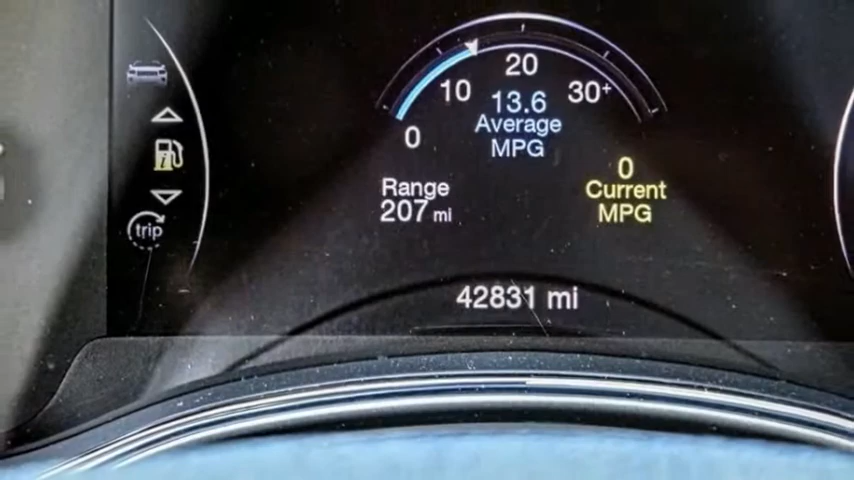 20
10
30+
13.6
Average
MPG
0
0
Current
MPG
Range
207 mi
trip
42831 mi